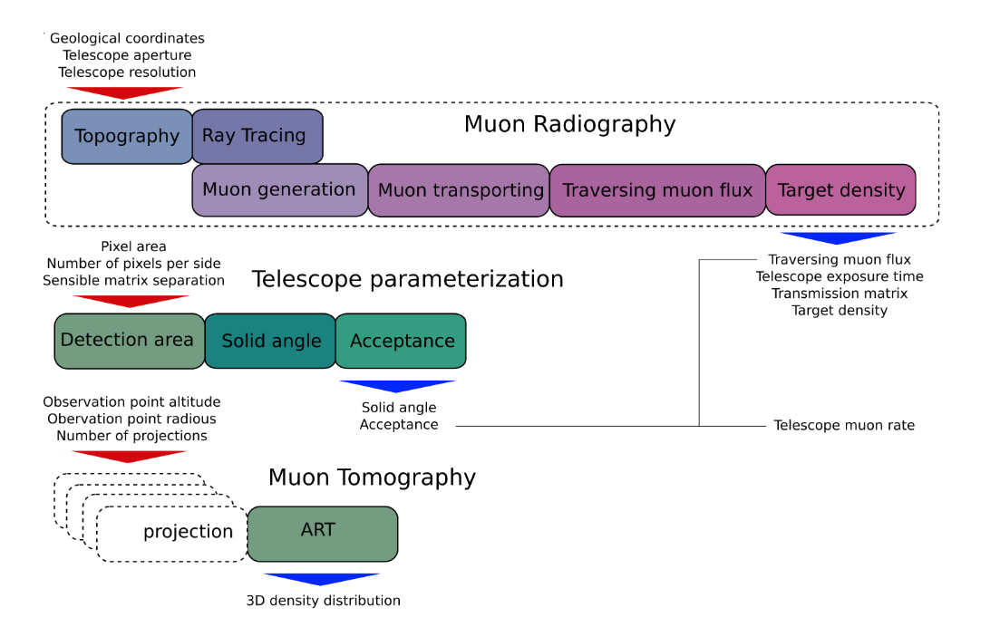 Geological coordinates
Telescope aperture
Telescope resolution
Muon Radiography
Topography
Ray Tracing
Muon generation
Muon transporting
Traversing muon flux
Target density
Pixel area
Number of pixels per side
Sensible matrix separation
Telescope parameterization
Traversing muon flux
Telescope exposure time
Transmission matrix
Target density
Detection area
Solid angle
Acceptance
Solid angle
Acceptance
Telescope muon rate
Observation point altitude
Obervation point radious
Number of projections
Muon Tomography
projection
ART
3D density distribution